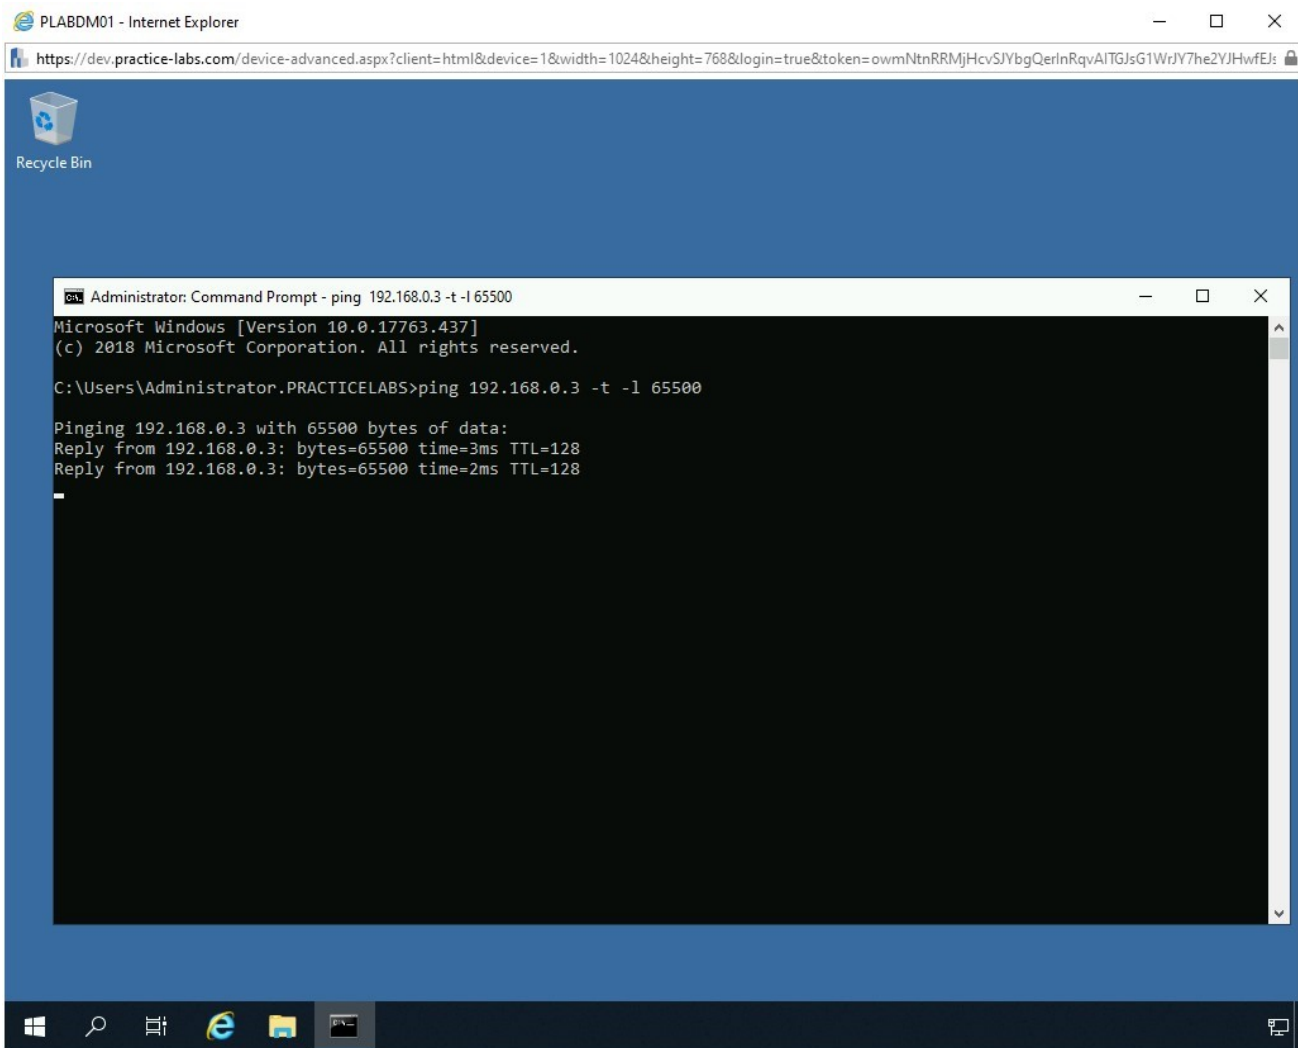 PLABDM01 - Internet Explorer
https://dev.practice-labs.com/device-advanced.aspx?client=html&device=1&width=1024&height=768&login=true&token=
Recycle Bin
Administrator: Command Prompt - ping  192.168.0.3 -t -l 65500
Microsoft Windows [Version 10.0.17763.437]
(c) 2018 Microsoft Corporation. All rights reserved.
C:\Users\Administrator.PRACTICELABS>ping 192.168.0.3 -t -l 65500
Pinging 192.168.0.3 with 65500 bytes of data:
Reply from 192.168.0.3: bytes=65500 time=3ms TTL=128
Reply from 192.168.0.3: bytes=65500 time=2ms TTL=128